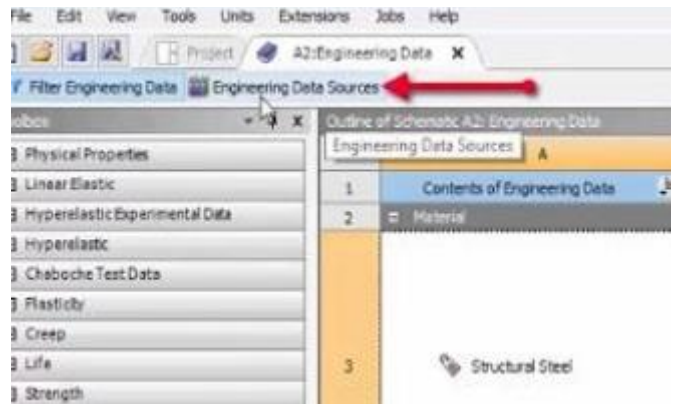 File Edit View Tools Units Extensions Jobs Help
Project A2:Engineering Data X
Filter Engineering Data Engineering Data Sources
Outline of Schematic A2: Engineering Data
Engineering Data Sources
A
Physical Properties
Linear Elastic
1 Contents of Engineering Data
Hyperelastic Experimental Data
2 Material
Hyperelastic
Chaboche Test Data
Plasticity
Creep
Life
3 Structural Steel
Strength